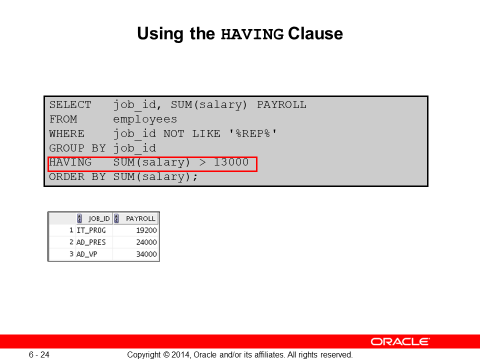 Using the HAVING Clause
SELECT job_id, SUM(salary) PAYROLL
FROM employees
WHERE job_id NOT LIKE '%REP%'
GROUP BY job_id
HAVING SUM(salary) > 13000
ORDER BY SUM(salary);
JOB_ID PAYROLL
1 IT_PROG 19200
2 AD_PRES 24000
3 AD_VP 34000
ORACLE
6 - 24 Copyright © 2014, Oracle and/or its affiliates. All rights reserved.